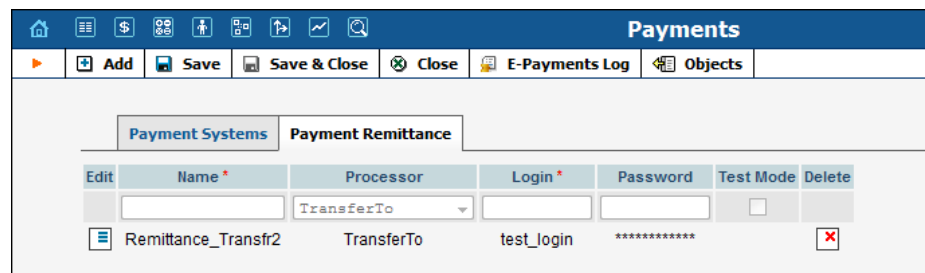 Payments
Add Save Save & Close Close E-Payments Log Objects
Payment Systems Payment Remittance
Edit Name * Processor Login * Password Test Mode Delete
TransferTo
Remittance_Transfr2 TransferTo test_login ************